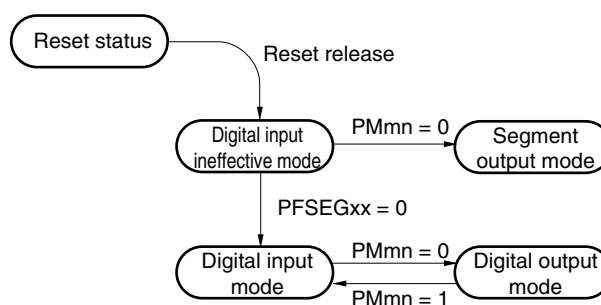 Reset status
Reset release
Digital input
ineffective mode
PMmn = 0
Segment
output mode
PFSEGxx = 0
Digital input
mode
PMmn = 0
PMmn = 1
Digital output
mode